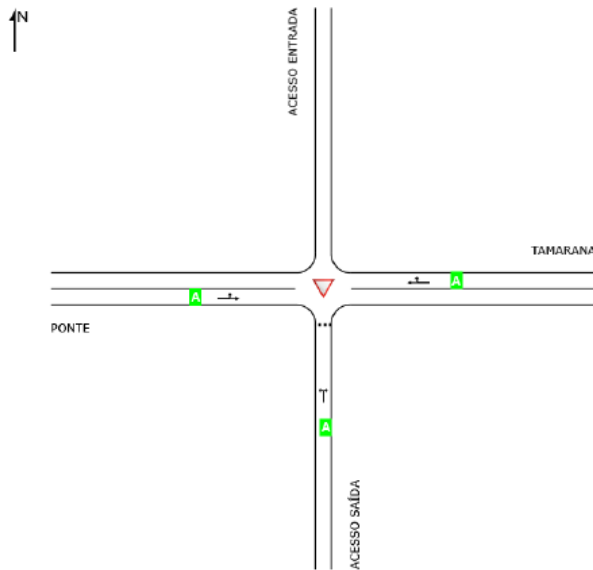 N
ACESSO ENTRADA
TAMARANA
A
A
PONTE
A
ACESSO SAÍDA